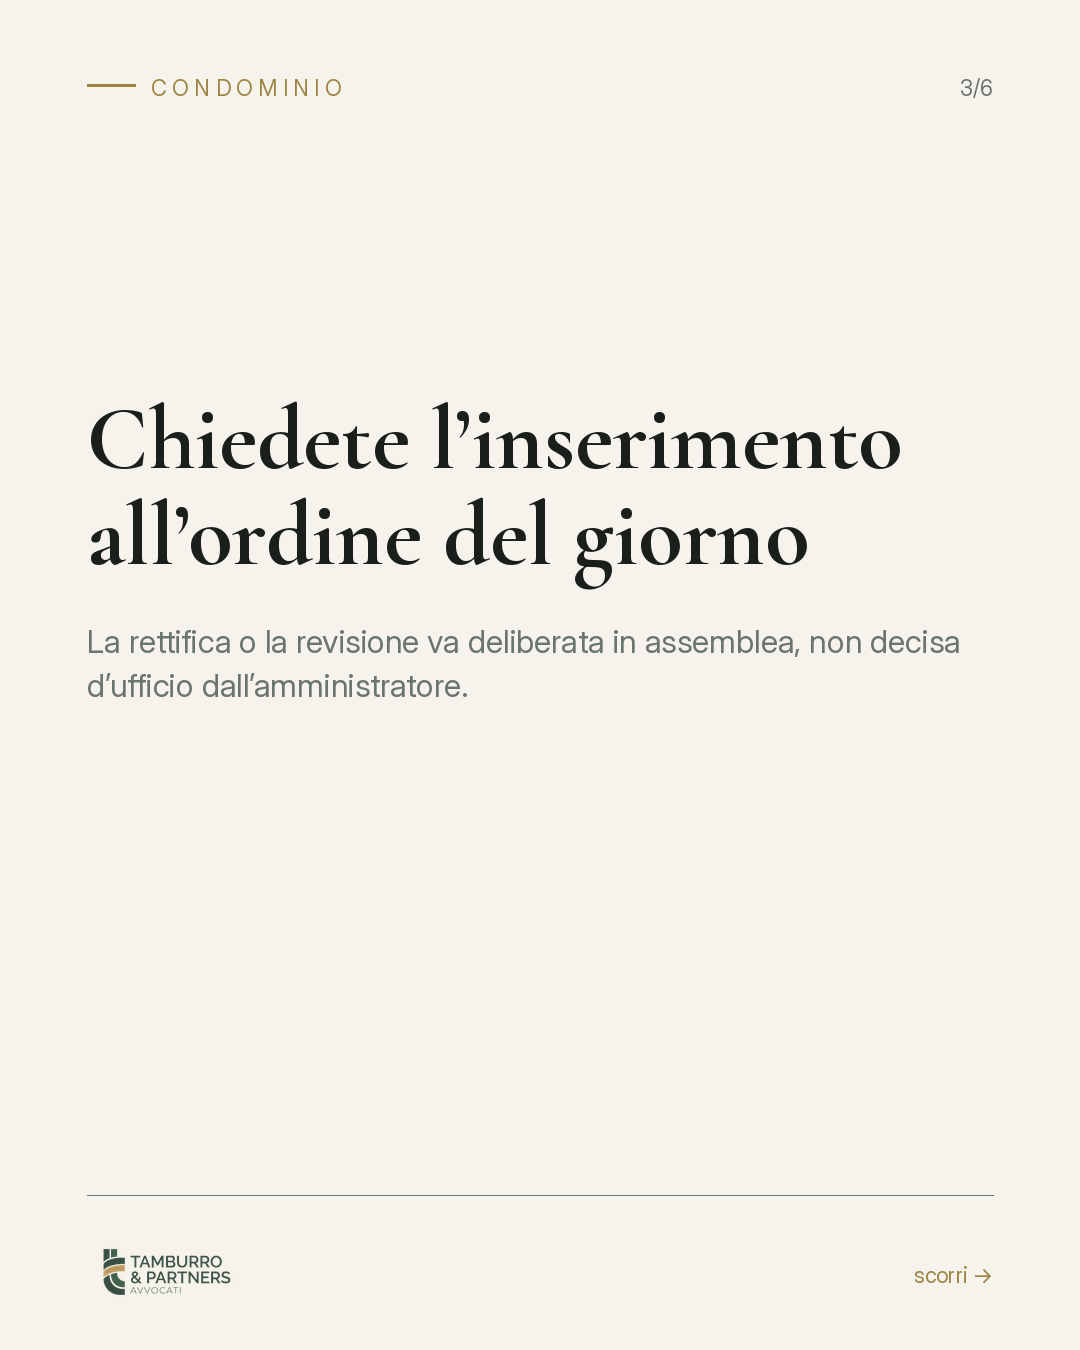 CONDOMINIO
3/6
Chiedete l’inserimento
all’ordine del giorno
La rettifica o la revisione va deliberata in assemblea, non decisa
d’ufficio dall’amministratore.
TAMBURRO
& PARTNERS
AVVOCATI
scorri →